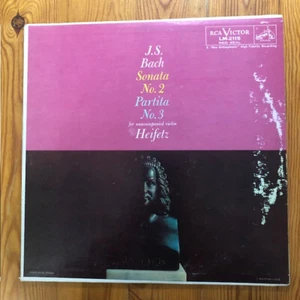 RCA VICTOR
LM-2115
J.S.
Bach
Sonata
No. 2
Partita
No. 3
for unaccompanied violin
Heifetz